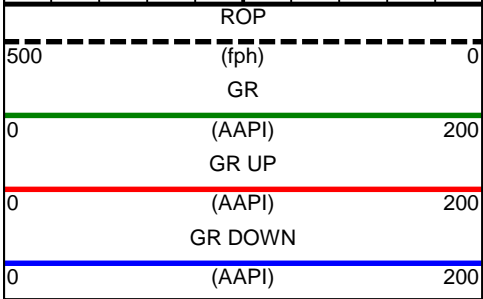 ROP
500 (fph) 0
GR
0 (AAPI) 200
GR UP
0 (AAPI) 200
GR DOWN
0 (AAPI) 200